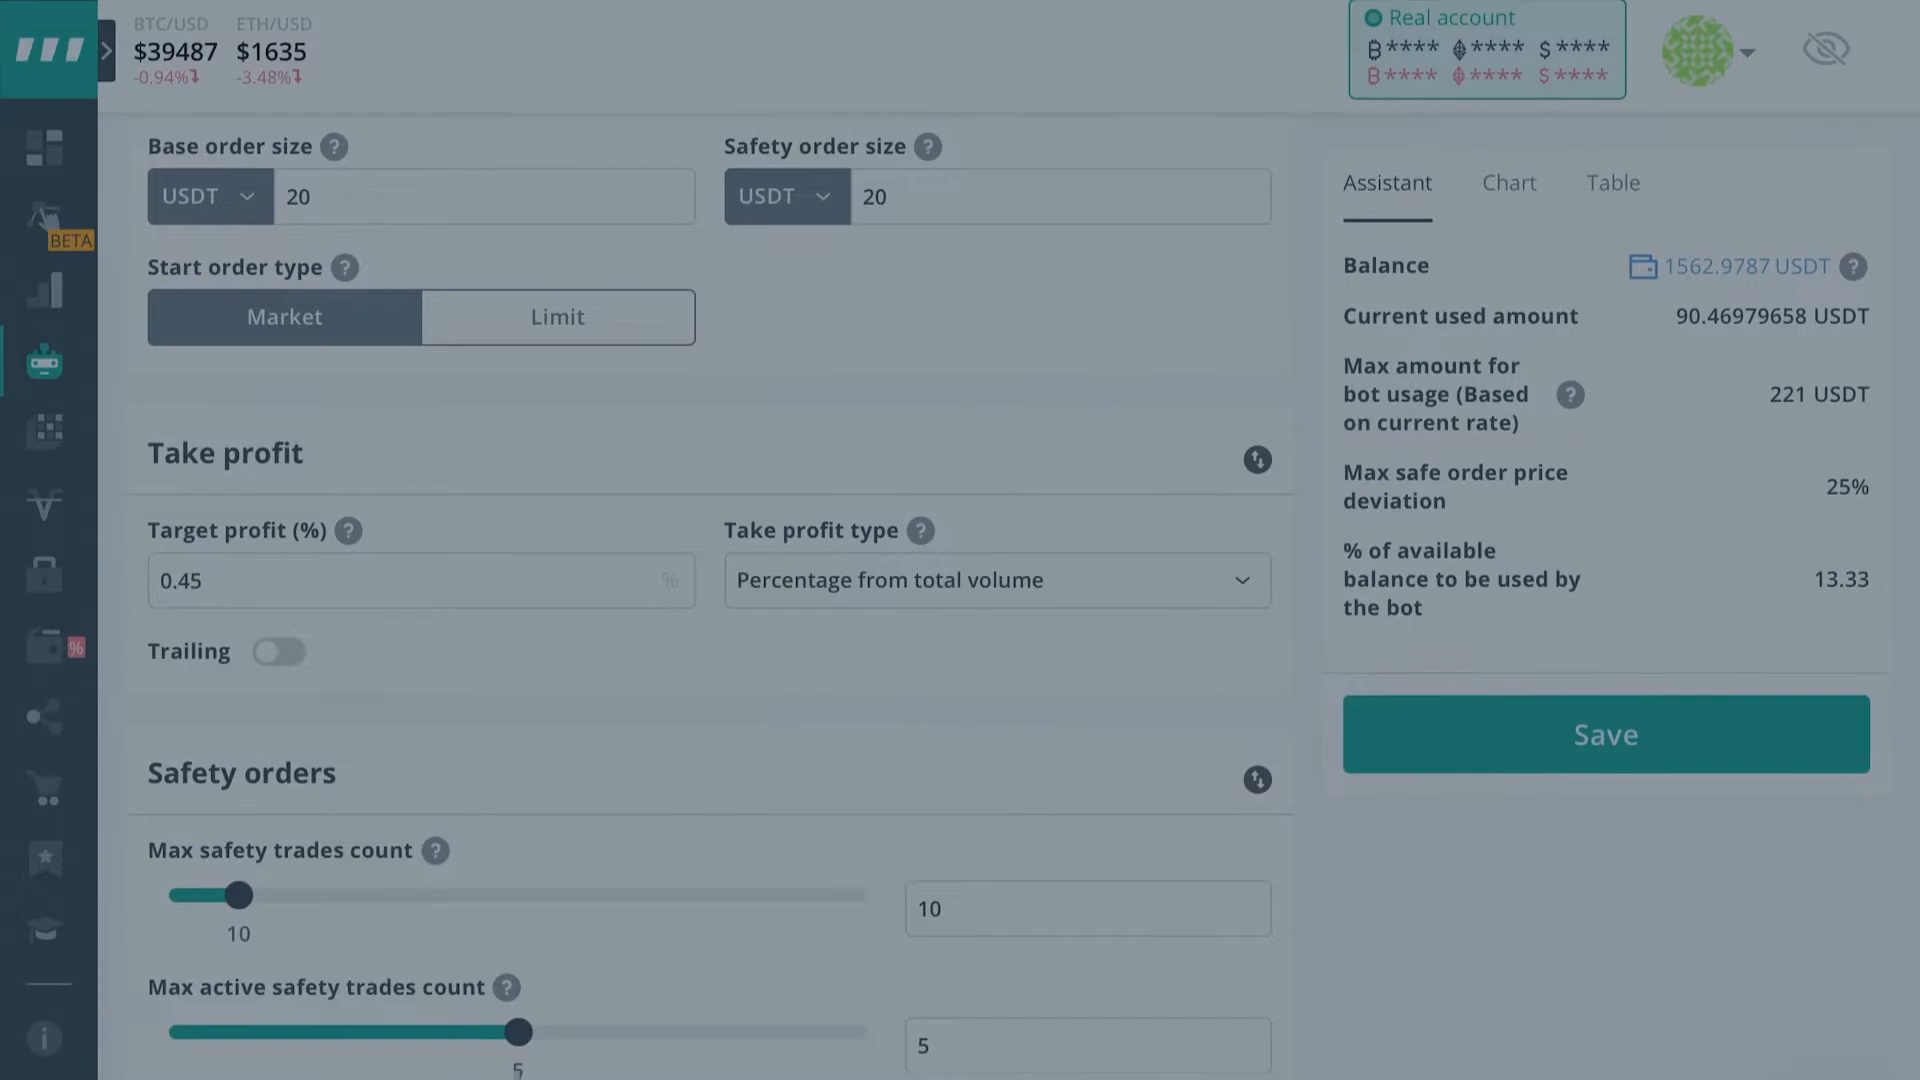 BTC/USD
$39487
-0.94%
ETH/USD
$1635
-3.48%
Real account
**** **** $ ****
**** **** $ ****
BETA
%
Base order size ?
USDT 20
Safety order size ?
USDT 20
Start order type ?
Market
Limit
Take profit
Target profit (%) ?
0.45 %
Take profit type ?
Percentage from total volume
Trailing
Safety orders
Max safety trades count ?
10
10
Max active safety trades count ?
5
5
Assistant
Chart
Table
Balance
1562.9787 USDT ?
Current used amount
90.46979658 USDT
Max amount for
bot usage (Based
on current rate)
?
221 USDT
Max safe order price
deviation
25%
% of available
balance to be used by
the bot
13.33
Save